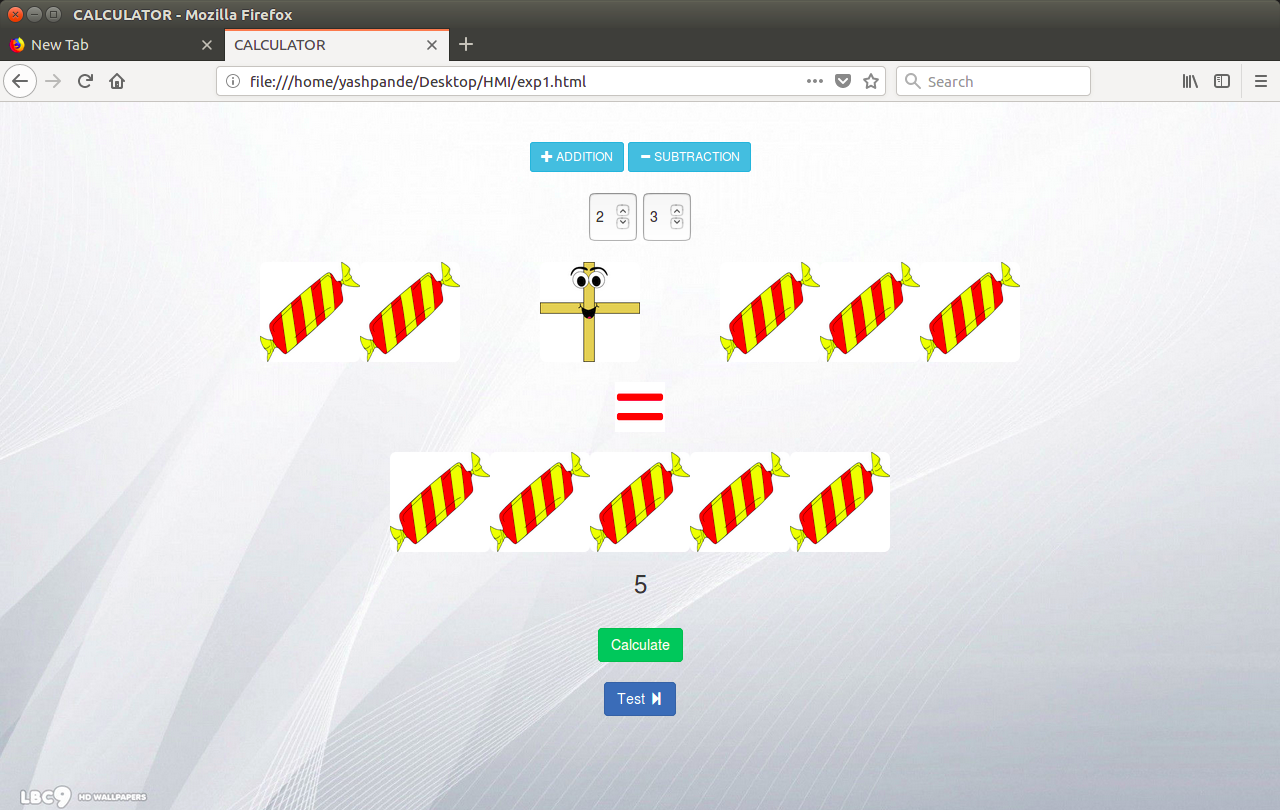 CALCULATOR - Mozilla Firefox
New Tab
CALCULATOR
file:///home/yashpande/Desktop/HMI/exp1.html
Search
ADDITION
SUBTRACTION
2 3
5
Calculate
Test
LBC9 HD WALLPAPERS